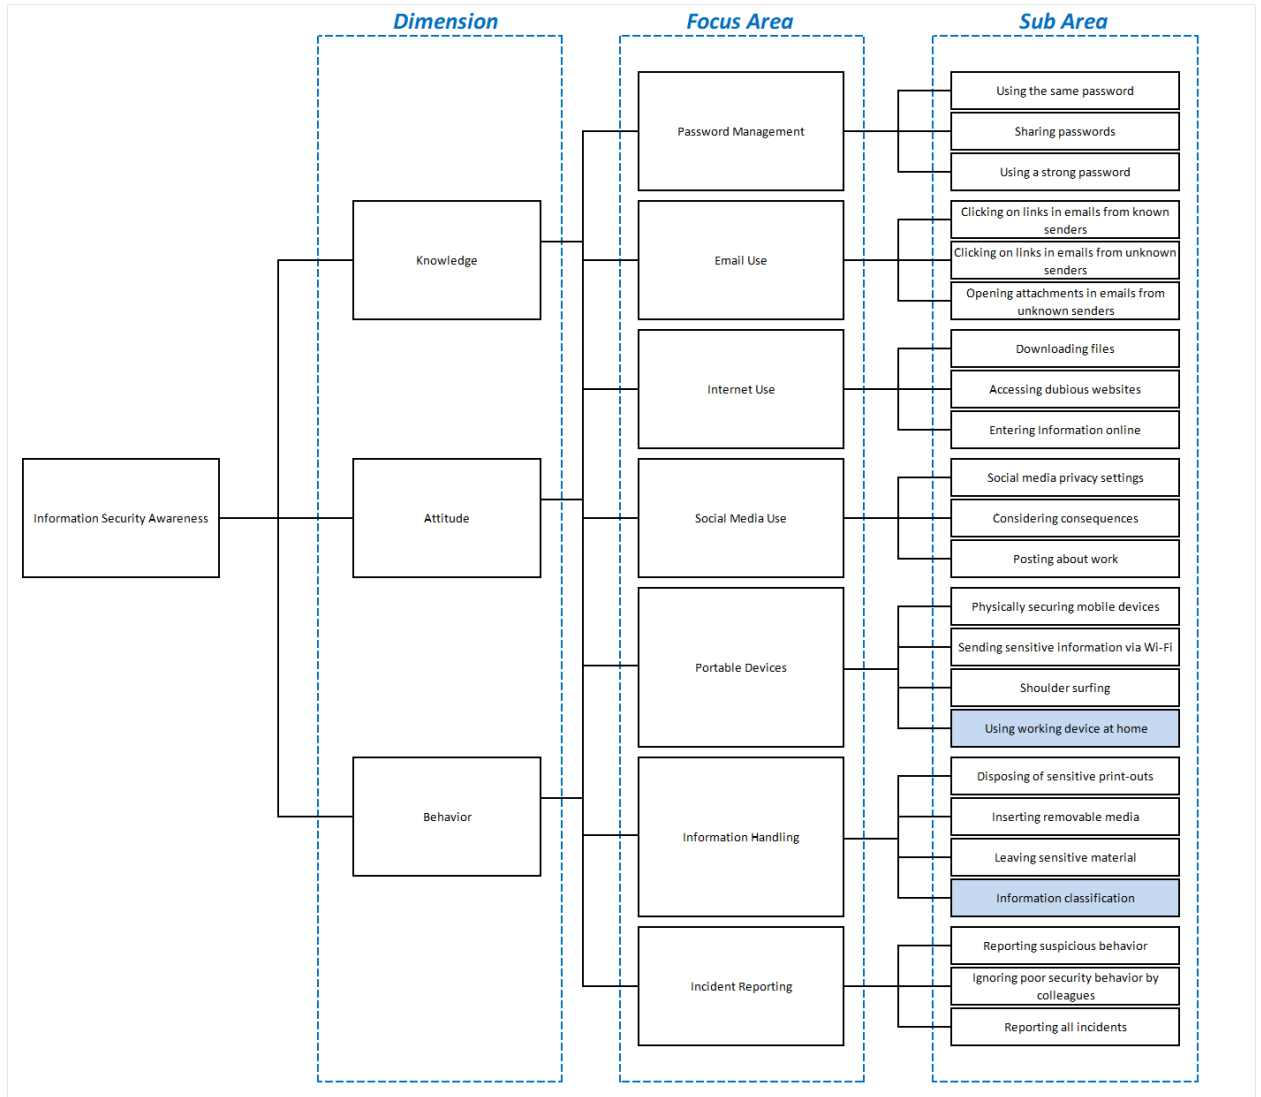 Dimension
Focus Area
Sub Area
Information Security Awareness
Knowledge
Attitude
Behavior
Password Management
Email Use
Internet Use
Social Media Use
Portable Devices
Information Handling
Incident Reporting
Using the same password
Sharing passwords
Using a strong password
Clicking on links in emails from known
senders
Clicking on links in emails from unknown
senders
Opening attachments in emails from
unknown senders
Downloading files
Accessing dubious websites
Entering Information online
Social media privacy settings
Considering consequences
Posting about work
Physically securing mobile devices
Sending sensitive information via Wi-Fi
Shoulder surfing
Using working device at home
Disposing of sensitive print-outs
Inserting removable media
Leaving sensitive material
Information classification
Reporting suspicious behavior
Ignoring poor security behavior by
colleagues
Reporting all incidents